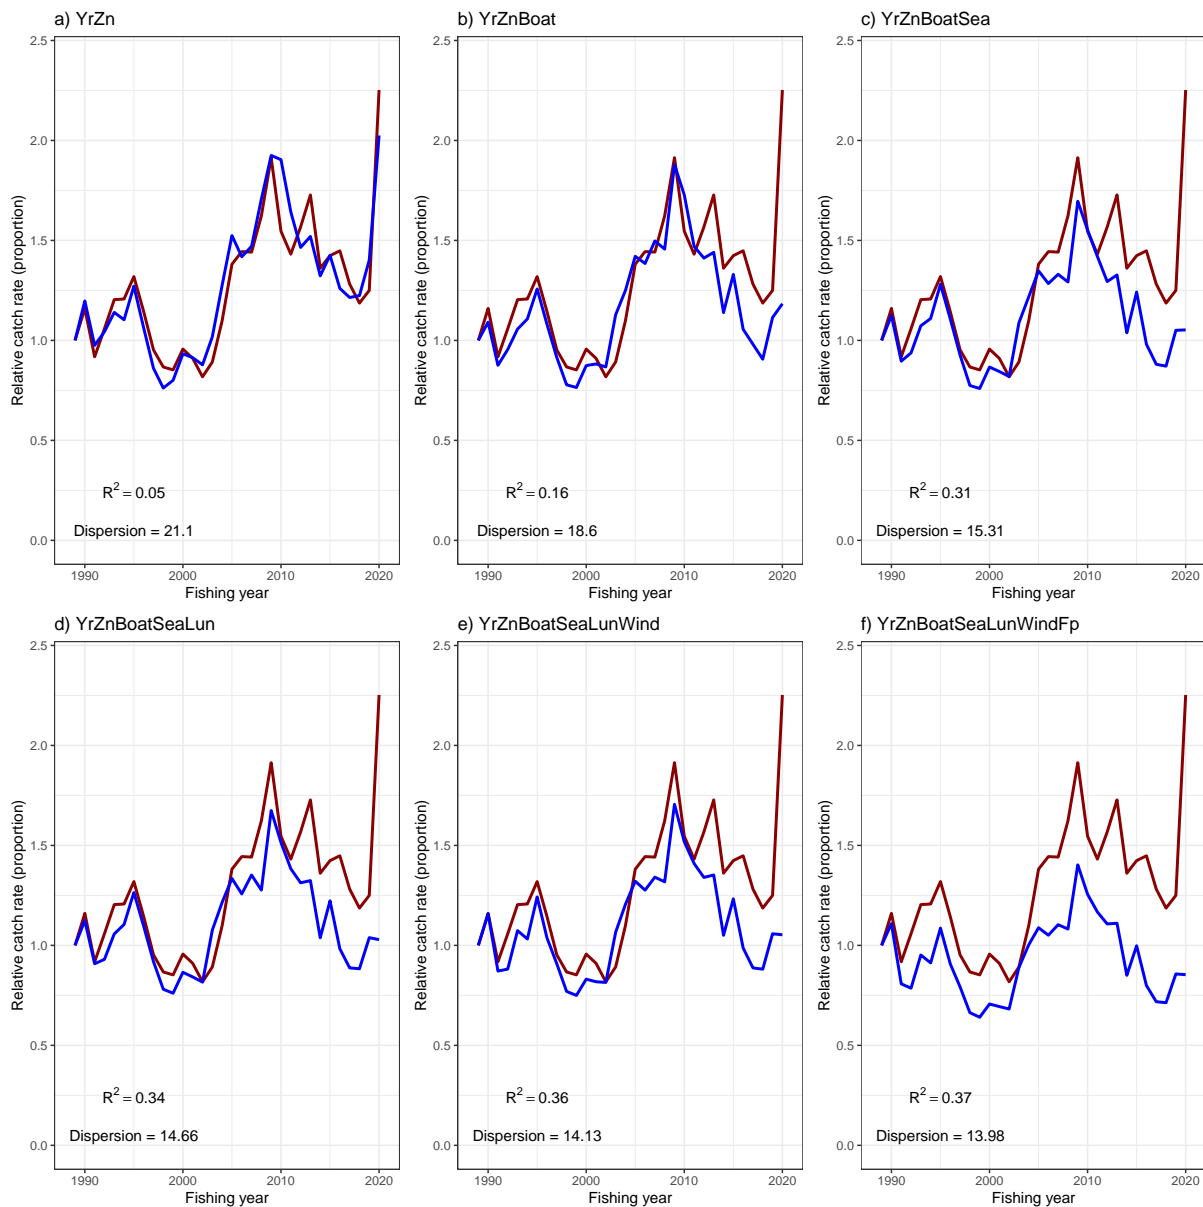 a) YrZn
b) YrZnBoat
c) YrZnBoatSea
Relative catch rate (proportion)
2.5
2.0
1.5
1.0
0.5
0.0
R² = 0.05
Dispersion = 21.1
1990 2000 2010 2020
Fishing year
Relative catch rate (proportion)
2.5
2.0
1.5
1.0
0.5
0.0
R² = 0.16
Dispersion = 18.6
1990 2000 2010 2020
Fishing year
Relative catch rate (proportion)
2.5
2.0
1.5
1.0
0.5
0.0
R² = 0.31
Dispersion = 15.31
1990 2000 2010 2020
Fishing year
d) YrZnBoatSeaLun
e) YrZnBoatSeaLunWind
f) YrZnBoatSeaLunWindFp
Relative catch rate (proportion)
2.5
2.0
1.5
1.0
0.5
0.0
R² = 0.34
Dispersion = 14.66
1990 2000 2010 2020
Fishing year
Relative catch rate (proportion)
2.5
2.0
1.5
1.0
0.5
0.0
R² = 0.36
Dispersion = 14.13
1990 2000 2010 2020
Fishing year
Relative catch rate (proportion)
2.5
2.0
1.5
1.0
0.5
0.0
R² = 0.37
Dispersion = 13.98
1990 2000 2010 2020
Fishing year